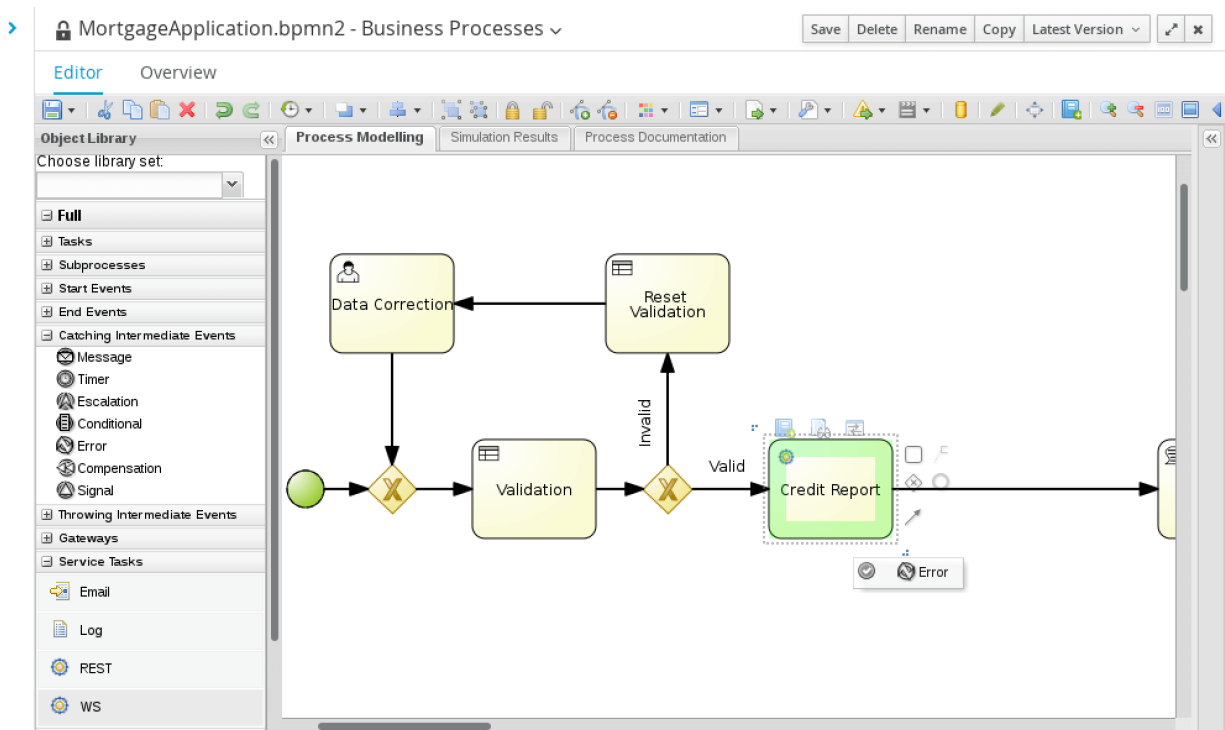 MortgageApplication.bpmn2 - Business Processes
Save Delete Rename Copy Latest Version
Editor Overview
Object Library
Process Modelling Simulation Results Process Documentation
Choose library set:
Full
Tasks
Subprocesses
Start Events
End Events
Catching Intermediate Events
Message
Timer
Escalation
Conditional
Error
Compensation
Signal
Throwing Intermediate Events
Gateways
Service Tasks
Email
Log
REST
WS
Data Correction
Reset
Validation
Invalid
Validation
Valid
Credit Report
Error